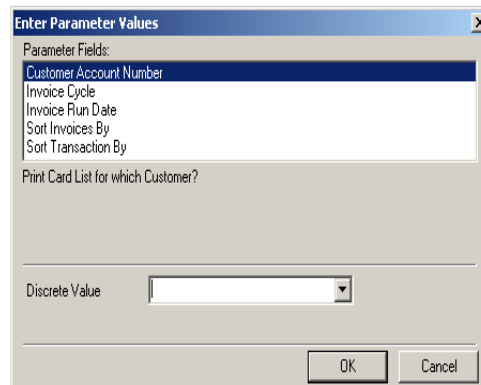 Enter Parameter Values
Parameter Fields:
Customer Account Number
Invoice Cycle
Invoice Run Date
Sort Invoices By
Sort Transaction By
Print Card List for which Customer?
Discrete Value
OK Cancel